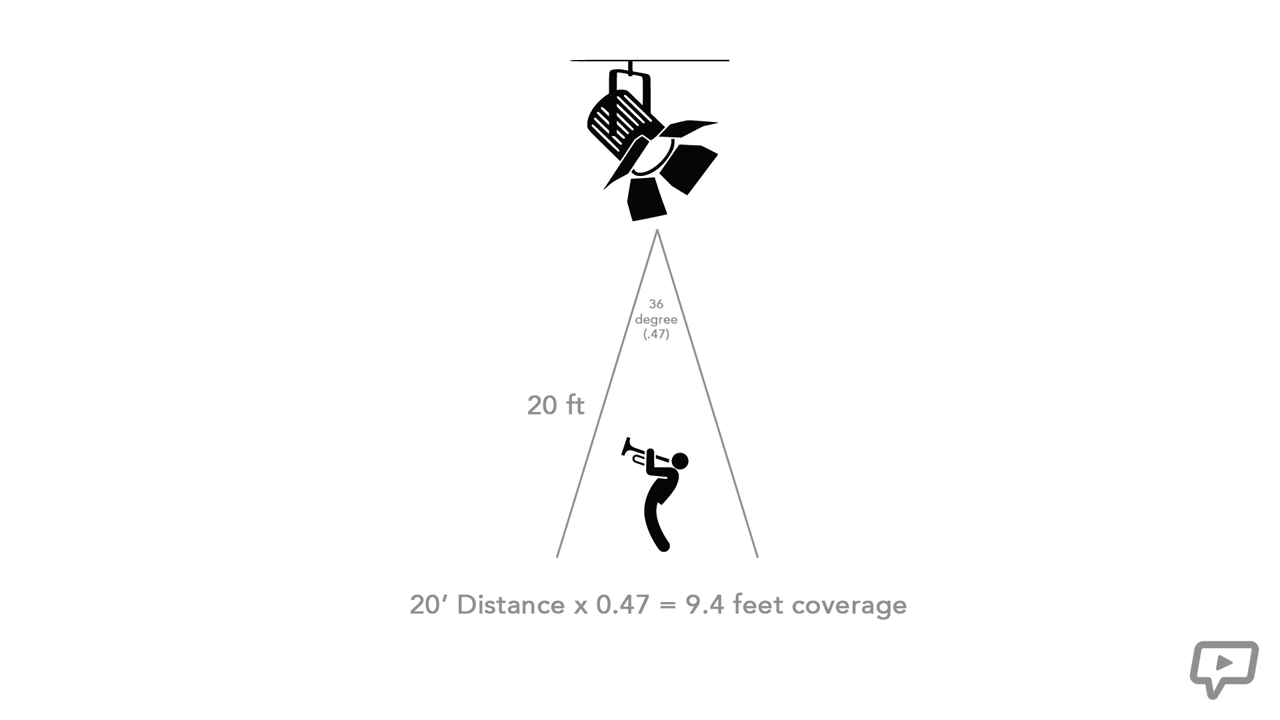 36
degree
(.47)
20 ft
20’ Distance x 0.47 = 9.4 feet coverage